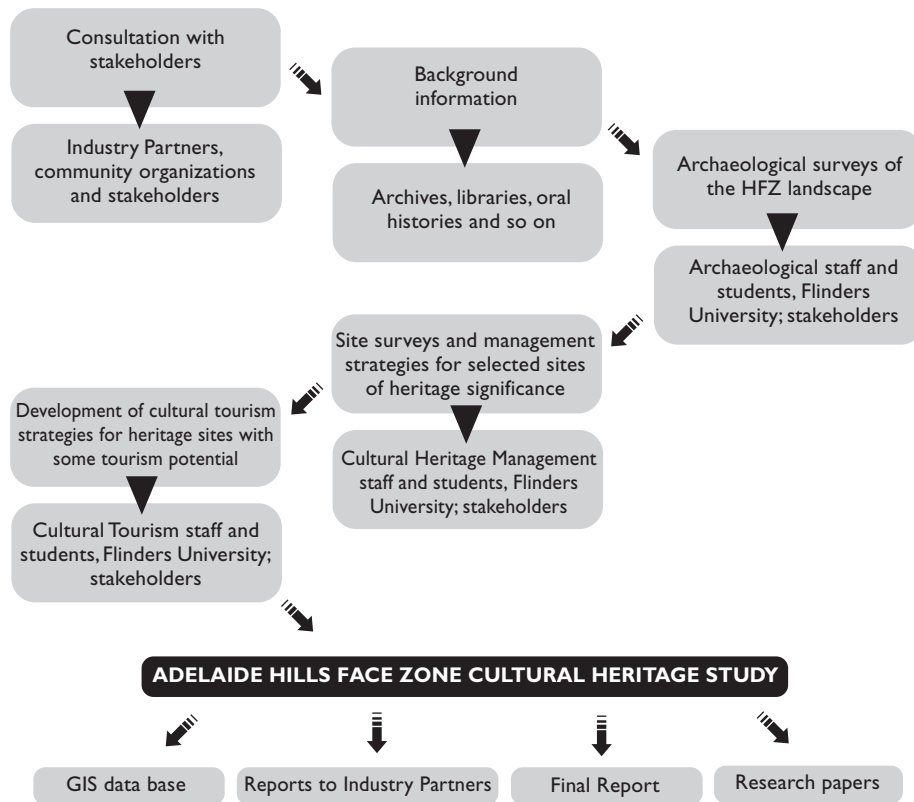 Consultation with
stakeholders
Industry Partners,
community organizations
and stakeholders
Background
information
Archives, libraries, oral
histories and so on
Archaeological surveys of
the HFZ landscape
Archaeological staff and
students, Flinders
University; stakeholders
Site surveys and management
strategies for selected sites
of heritage significance
Cultural Heritage Management
staff and students, Flinders
University; stakeholders
Development of cultural tourism
strategies for heritage sites with
some tourism potential
Cultural Tourism staff and
students, Flinders University;
stakeholders
ADELAIDE HILLS FACE ZONE CULTURAL HERITAGE STUDY
GIS data base
Reports to Industry Partners
Final Report
Research papers